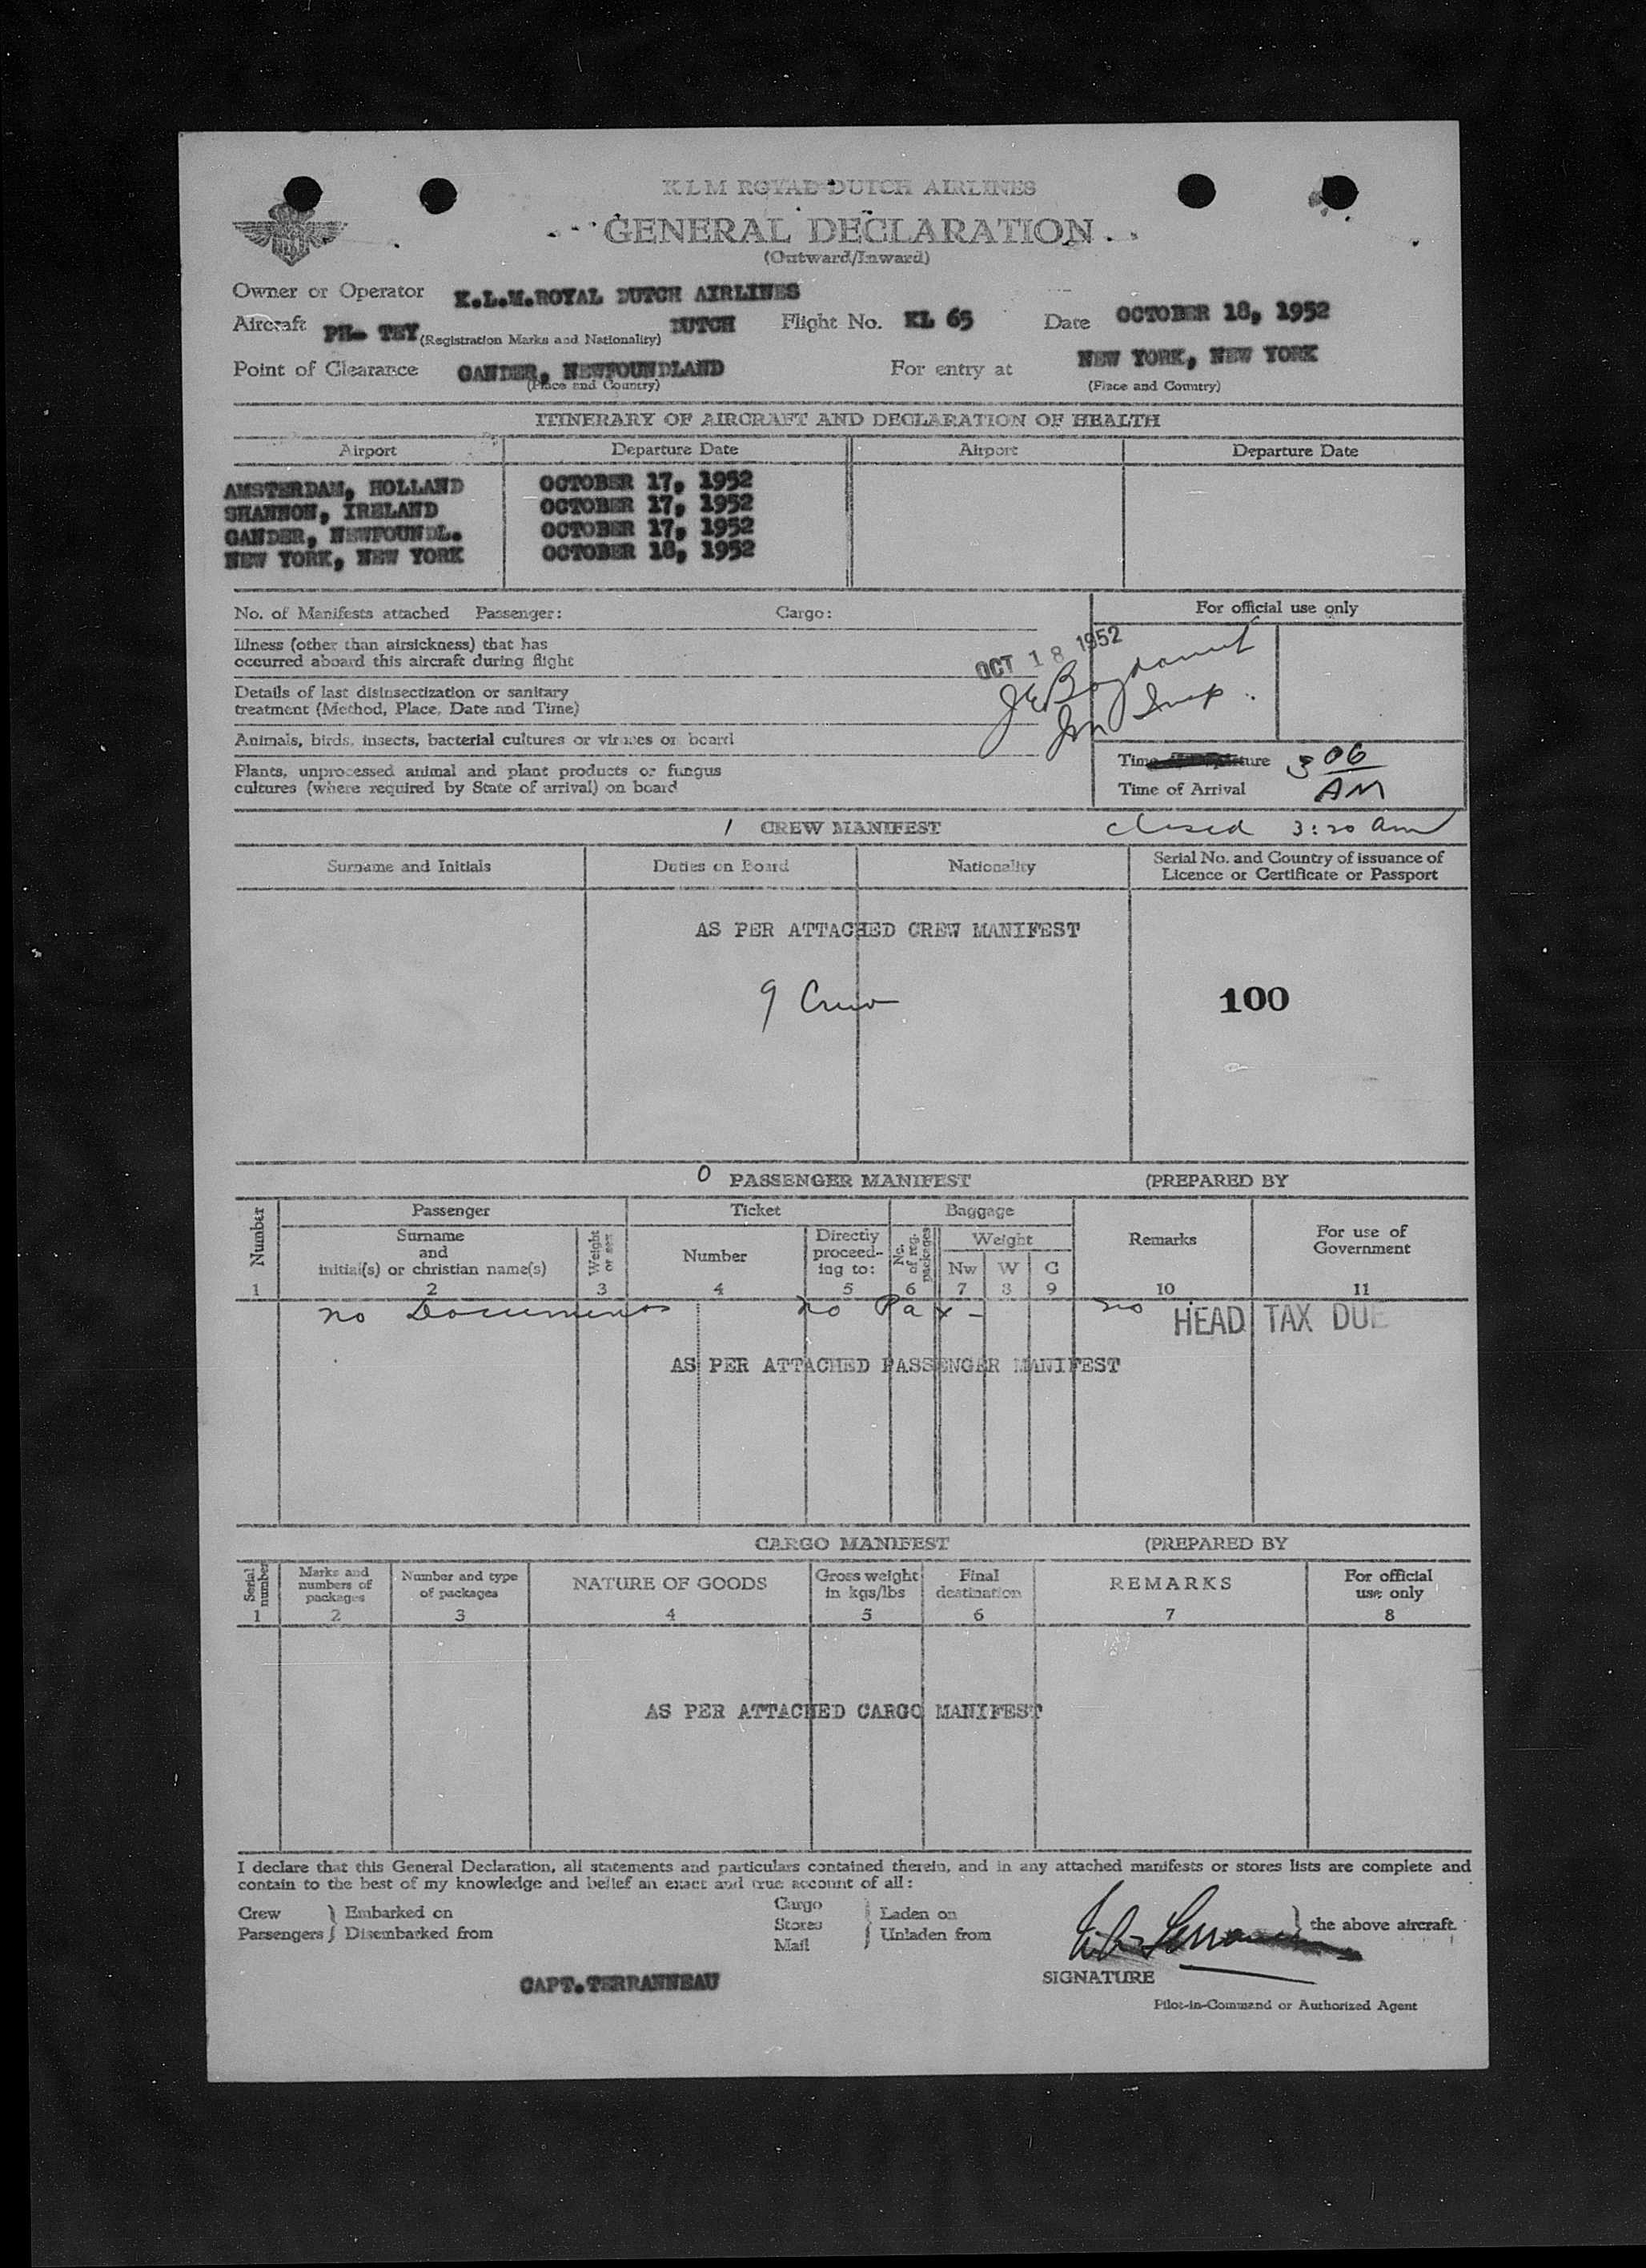 KLM ROYAL DUTCH AIRLINES
GENERAL DECLARATION
(Outward/Inward)
Owner or Operator K.L.M.ROYAL DUTCH AIRLINES
Aircraft PH- TEY (Registration Marks and Nationality) DUTCH Flight No. KL 65 Date OCTOBER 18, 1952
Point of Clearance GANDER, NEWFOUNDLAND For entry at NEW YORK, NEW YORK
(Place and Country) (Place and Country)
ITINERARY OF AIRCRAFT AND DECLARATION OF HEALTH
Airport Departure Date Airport Departure Date
AMSTERDAM, HOLLAND OCTOBER 17, 1952
SHANNON, IRELAND OCTOBER 17, 1952
GANDER, NEWFOUNDL. OCTOBER 17, 1952
NEW YORK, NEW YORK OCTOBER 18, 1952
No. of Manifests attached Passenger: Cargo: For official use only
Illness (other than airsickness) that has
occurred aboard this aircraft during flight
OCT 18 1952
Details of last disinsectization or sanitary
treatment (Method, Place, Date and Time)
Im Insp.
Animals, birds, insects, bacterial cultures or viruses on board
Plants, unprocessed animal and plant products or fungus
cultures (where required by State of arrival) on board
Time 3 06
Time of Arrival AM
1 CREW MANIFEST closed 3:20 am
Surname and Initials Duties on Board Nationality Serial No. and Country of issuance of
Licence or Certificate or Passport
AS PER ATTACHED CREW MANIFEST
9 Crew 100
0 PASSENGER MANIFEST (PREPARED BY
Number Passenger Ticket Baggage Remarks For use of
Government
Surname
and
initial(s) or christian name(s)
Weight
or sex
Number
Directly
proceed-
ing to:
No.
of reg.
packages
Weight
Nw W C
1 2 3 4 5 6 7 8 9 10 11
no Documents no Pax - no HEAD TAX DUE
AS PER ATTACHED PASSENGER MANIFEST
CARGO MANIFEST (PREPARED BY
Serial
number
Marks and
numbers of
packages
Number and type
of packages
NATURE OF GOODS
Gross weight
in kgs/lbs
Final
destination
REMARKS
For official
use only
1 2 3 4 5 6 7 8
AS PER ATTACHED CARGO MANIFEST
I declare that this General Declaration, all statements and particulars contained therein, and in any attached manifests or stores lists are complete and
contain to the best of my knowledge and belief an exact and true account of all:
Crew } Embarked on
Passengers } Disembarked from
Cargo
Stores
Mail
} Laden on
Unladen from
} the above aircraft.
CAPT.TERRANNEAU
SIGNATURE
Pilot-in-Command or Authorized Agent